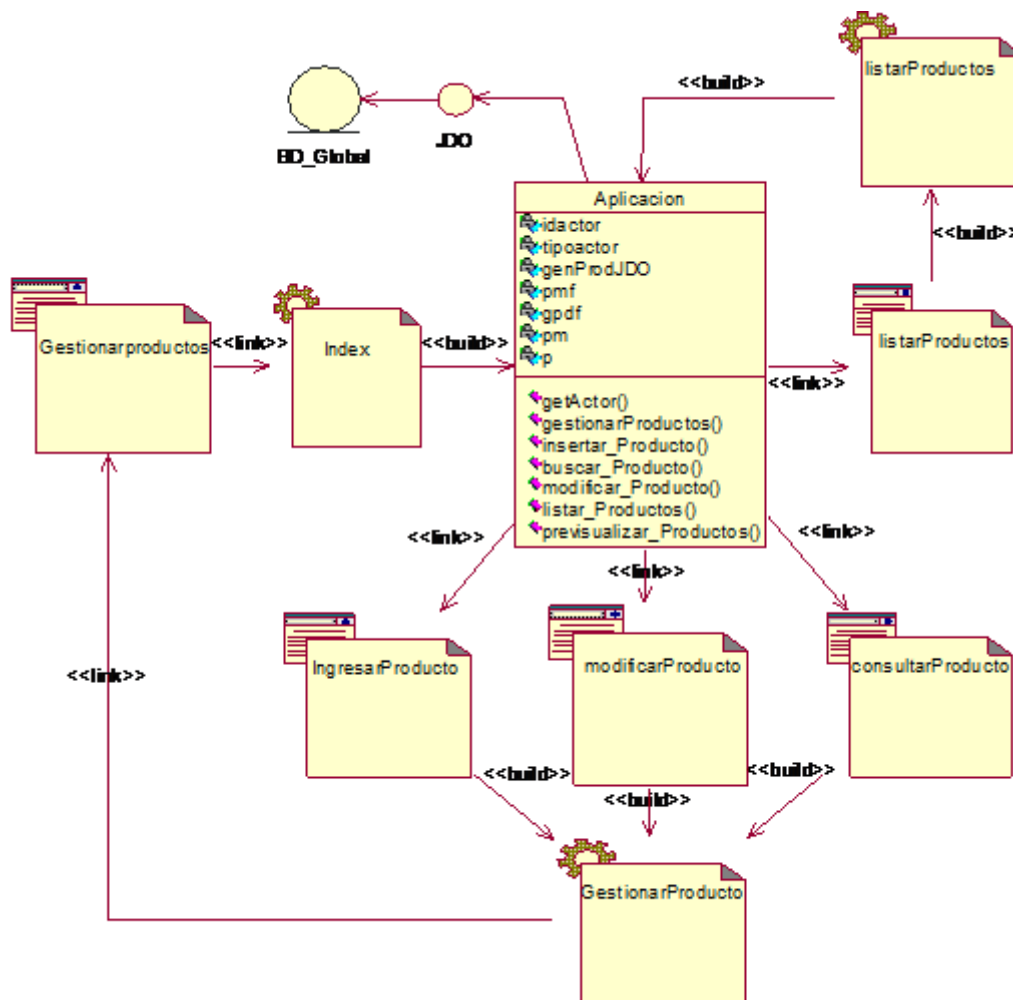 listarProductos
<<build>>
BD_Global
JDO
Aplicacion
idactor
tipoactor
genProdJDO
pmf
gpdf
pm
p
getActor()
gestionarProductos()
insertar_Producto()
buscar_Producto()
modificar_Producto()
listar_Productos()
previsualizar_Productos()
<<build>>
Gestionarproductos
<<link>>
Index
<<build>>
<<link>>
listarProductos
<<link>>
<<link>>
<<link>>
IngresarProducto
modificarProducto
consultarProducto
<<link>>
<<build>>
<<build>>
<<build>>
GestionarProducto